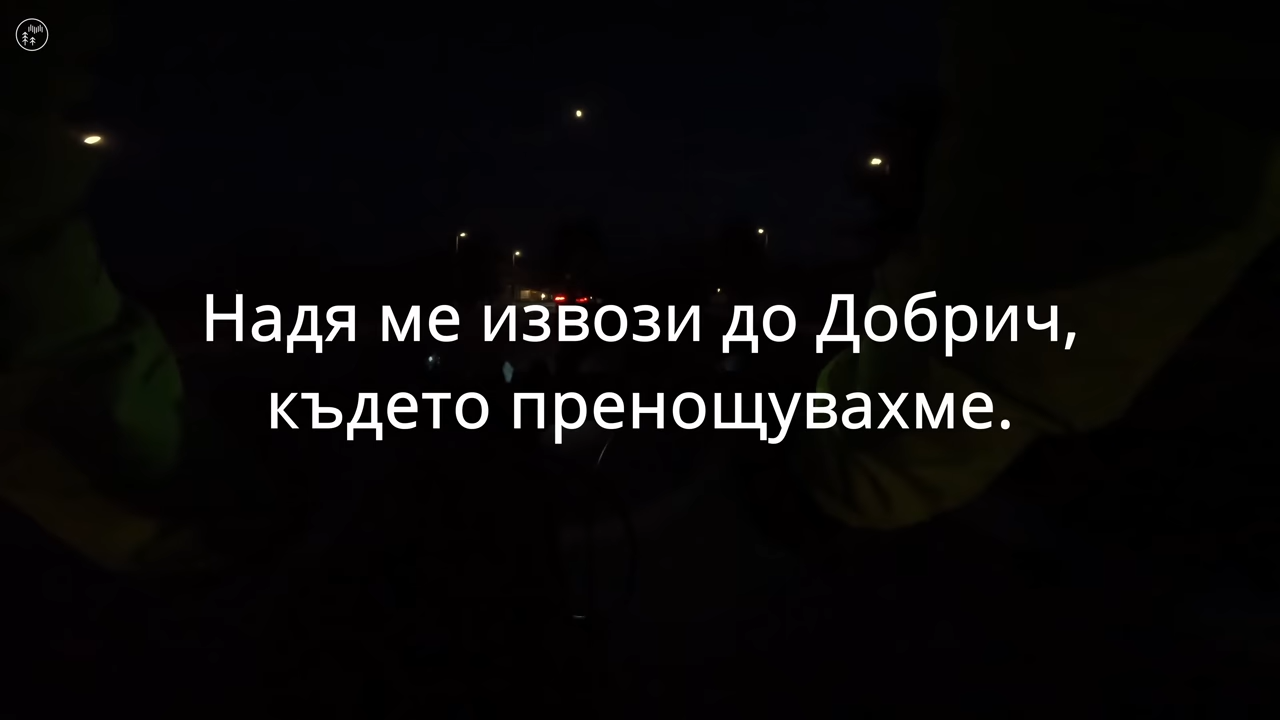 Надя ме извози до Добрич,
където пренощувахме.